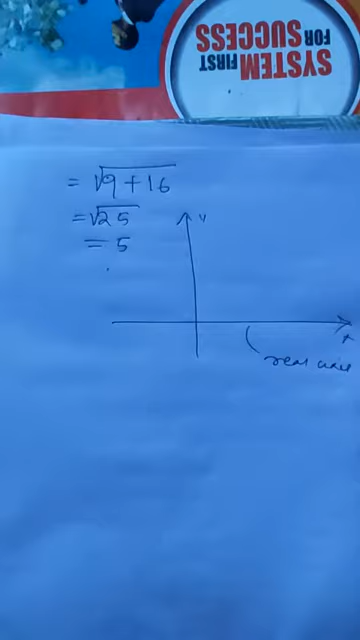 SYSTEM FIRST
FOR SUCCESS
= √9+16
= √25
= 5
real axis